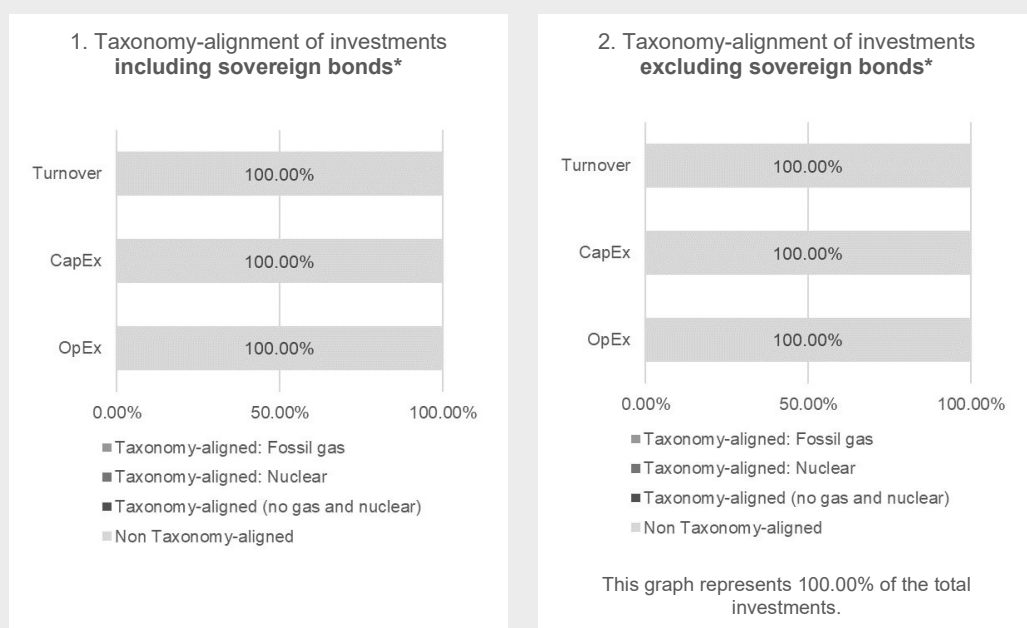 1. Taxonomy-alignment of investments
including sovereign bonds*
Turnover
100.00%
CapEx
100.00%
OpEx
100.00%
0.00%
50.00%
100.00%
Taxonomy-aligned: Fossil gas
Taxonomy-aligned: Nuclear
Taxonomy-aligned (no gas and nuclear)
Non Taxonomy-aligned
2. Taxonomy-alignment of investments
excluding sovereign bonds*
Turnover
100.00%
CapEx
100.00%
OpEx
100.00%
0.00%
50.00%
100.00%
Taxonomy-aligned: Fossil gas
Taxonomy-aligned: Nuclear
Taxonomy-aligned (no gas and nuclear)
Non Taxonomy-aligned
This graph represents 100.00% of the total
investments.